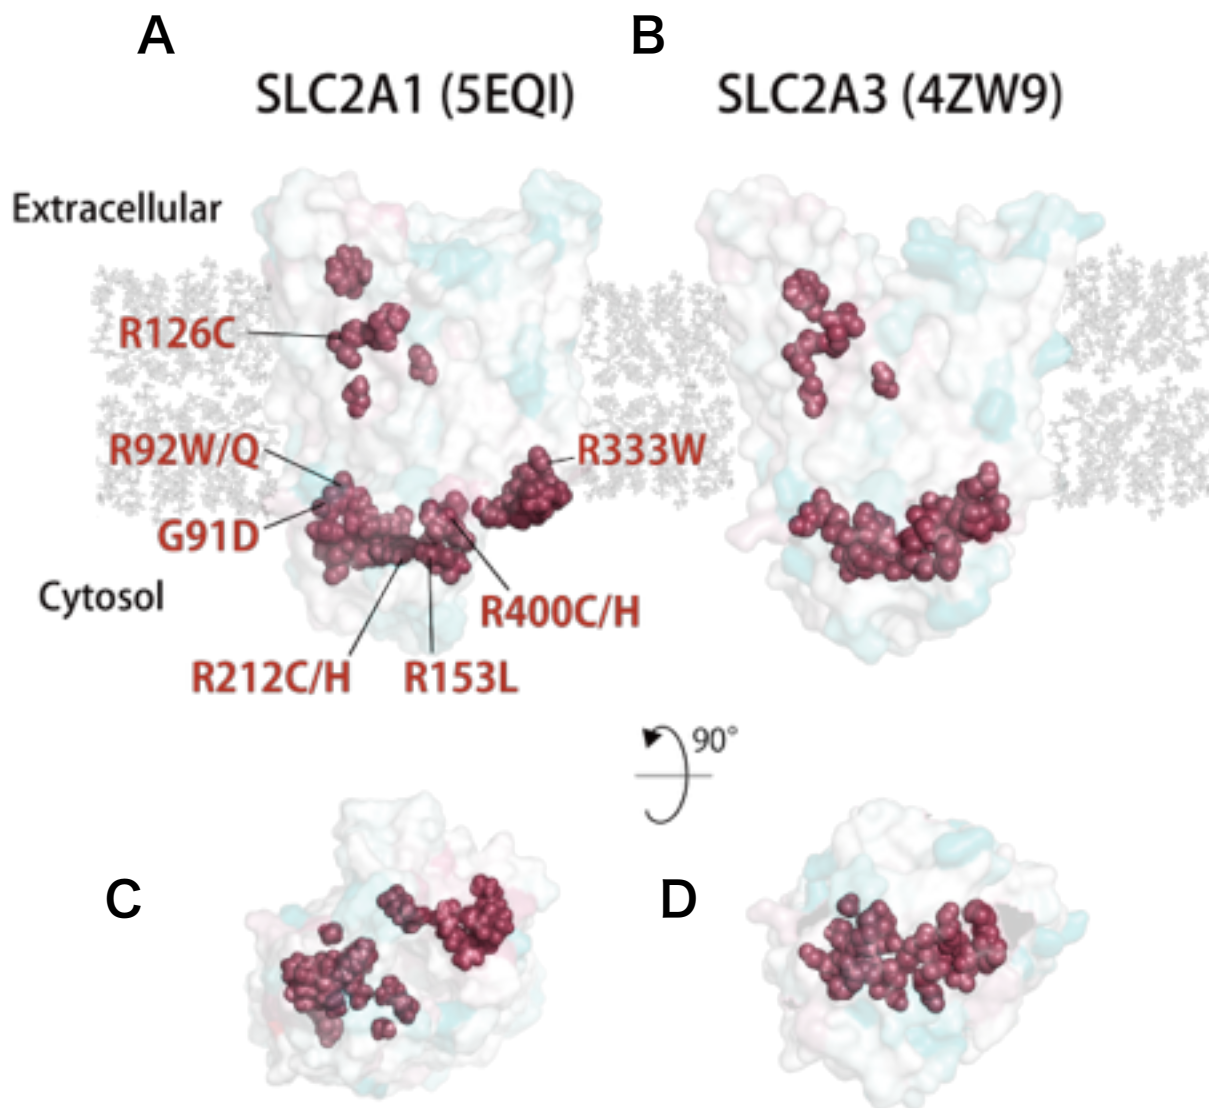 A
B
SLC2A1 (5EQI)
SLC2A3 (4ZW9)
Extracellular
R126C
R92W/Q
R333W
G91D
Cytosol
R400C/H
R212C/H
R153L
90°
C
D